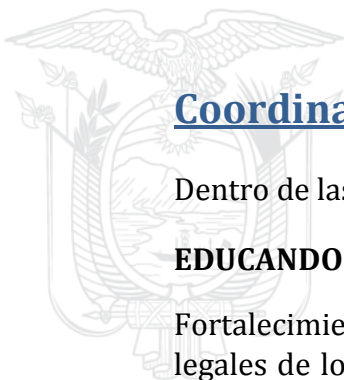 Coordina
Dentro de las
EDUCANDO
Fortalecimie
legales de lo